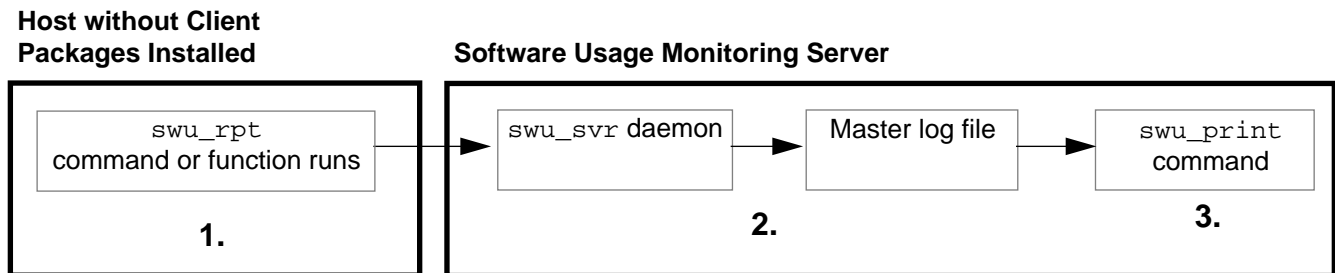 Host without Client
Packages Installed
Software Usage Monitoring Server
swu_rpt
command or function runs
swu_svr daemon
Master log file
swu_print
command
1.
2.
3.